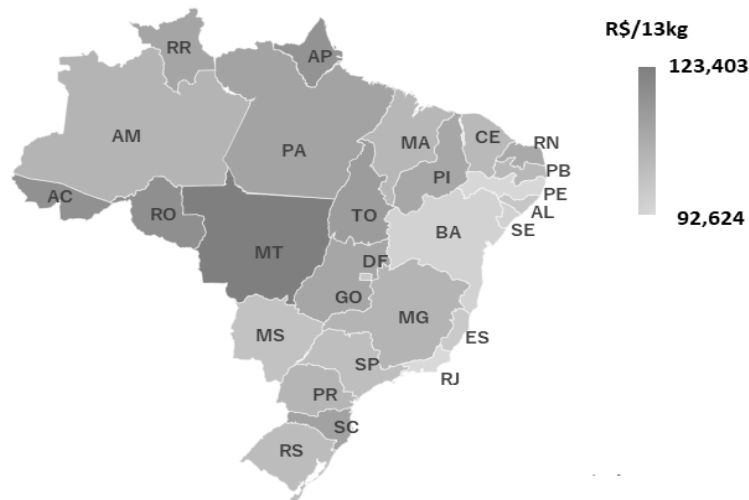 R$/13kg
123,403
92,624
RR
AP
AM
PA
MA
CE
RN
PB
PI
PE
AL
SE
AC
RO
TO
BA
MT
DF
GO
MG
MS
ES
SP
RJ
PR
SC
RS